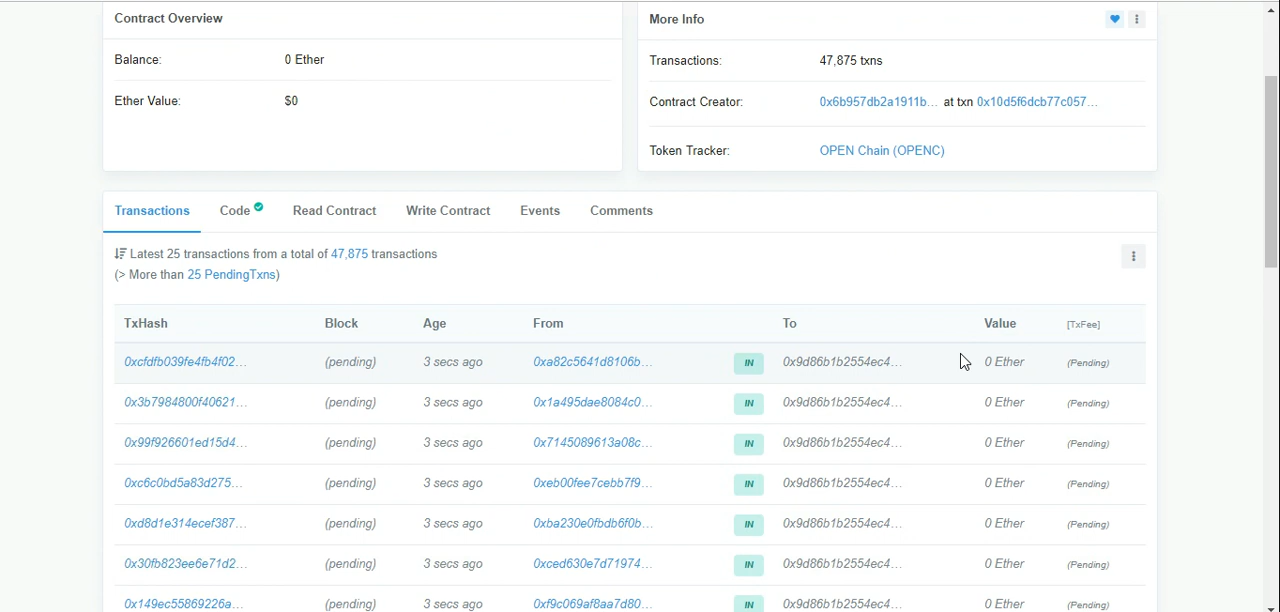 Contract Overview
Balance: 0 Ether
Ether Value: $0
More Info
Transactions: 47,875 txns
Contract Creator: 0x6b957db2a1911b... at txn 0x10d5f6dcb77c057...
Token Tracker: OPEN Chain (OPENC)
Transactions Code Read Contract Write Contract Events Comments
Latest 25 transactions from a total of 47,875 transactions
(> More than 25 PendingTxns)
TxHash Block Age From To Value [TxFee]
0xcfdfb039fe4fb4f02... (pending) 3 secs ago 0xa82c5641d8106b... IN 0x9d86b1b2554ec4... 0 Ether (Pending)
0x3b7984800f40621... (pending) 3 secs ago 0x1a495dae8084c0... IN 0x9d86b1b2554ec4... 0 Ether (Pending)
0x99f926601ed15d4... (pending) 3 secs ago 0x7145089613a08c... IN 0x9d86b1b2554ec4... 0 Ether (Pending)
0xc6c0bd5a83d275... (pending) 3 secs ago 0xeb00fee7cebb7f9... IN 0x9d86b1b2554ec4... 0 Ether (Pending)
0xd8d1e314ecef387... (pending) 3 secs ago 0xba230e0fbdb6f0b... IN 0x9d86b1b2554ec4... 0 Ether (Pending)
0x30fb823ee6e71d2... (pending) 3 secs ago 0xced630e7d71974... IN 0x9d86b1b2554ec4... 0 Ether (Pending)
0x149ec55869226a... (pending) 3 secs ago 0xf9c069af8aa7d80... IN 0x9d86b1b2554ec4... 0 Ether (Pending)